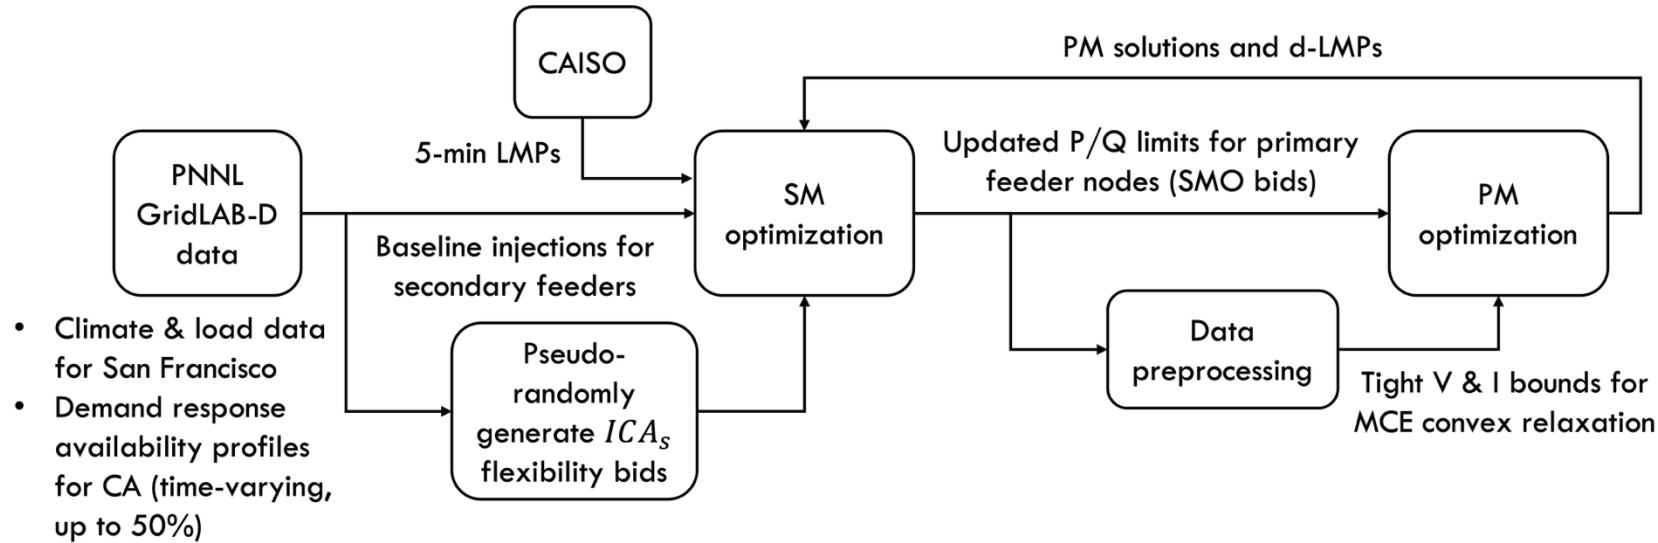 CAISO
PM solutions and d-LMPs
5-min LMPs
PNNL
GridLAB-D
data
SM
optimization
Updated P/Q limits for primary
feeder nodes (SMO bids)
PM
optimization
Baseline injections for
secondary feeders
• Climate & load data
for San Francisco
• Demand response
availability profiles
for CA (time-varying,
up to 50%)
Pseudo-
randomly
generate ICAₛ
flexibility bids
Data
preprocessing
Tight V & I bounds for
MCE convex relaxation